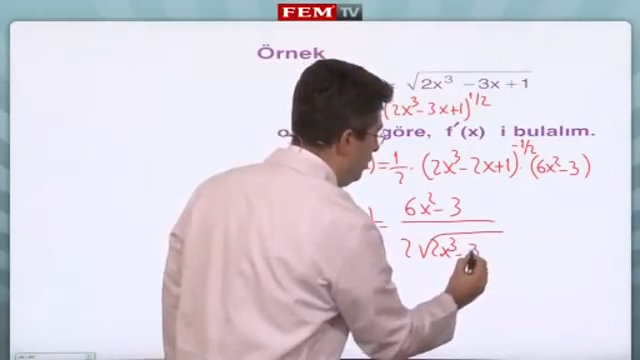 FEM TV
Örnek
= √2x³ − 3x + 1
(2x³-3x+1)^1/2
göre, f'(x) i bulalım.
)=1/2·(2x³-2x+1)^-1/2·(6x²-3)
= 6x²-3
2√2x³-3